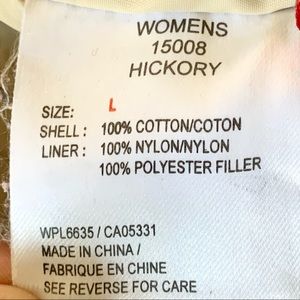 WOMENS
15008
HICKORY
SIZE: L
SHELL: 100% COTTON/COTON
LINER: 100% NYLON/NYLON
100% POLYESTER FILLER
WPL6635 / CA05331
MADE IN CHINA /
FABRIQUE EN CHINE
SEE REVERSE FOR CARE